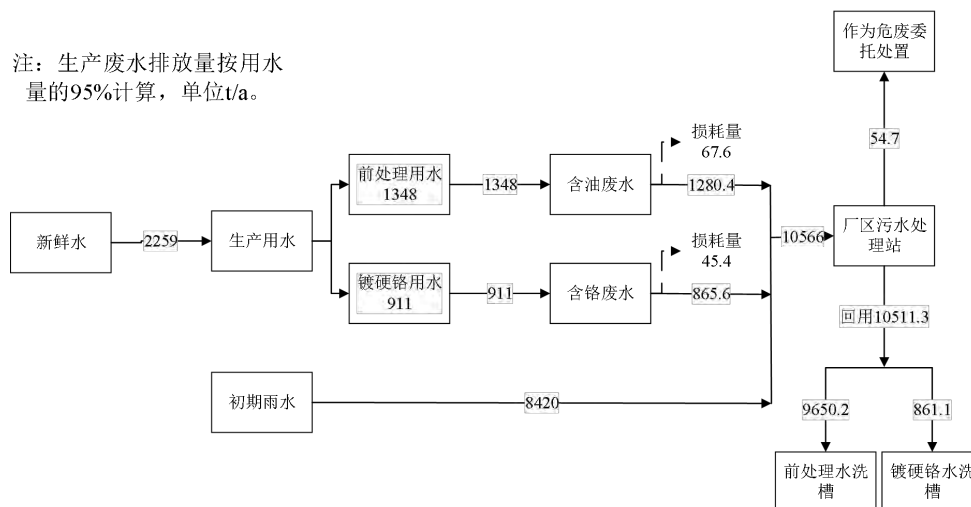 作为危废委
托处置
注：生产废水排放量按用水
量的95%计算，单位t/a。
54.7
损耗量
67.6
前处理用水
1348
1348
含油废水
1280.4
新鲜水
2259
生产用水
10566
厂区污水处
理站
损耗量
45.4
镀硬铬用水
911
911
含铬废水
865.6
回用10511.3
初期雨水
8420
9650.2
861.1
前处理水洗
槽
镀硬铬水洗
槽